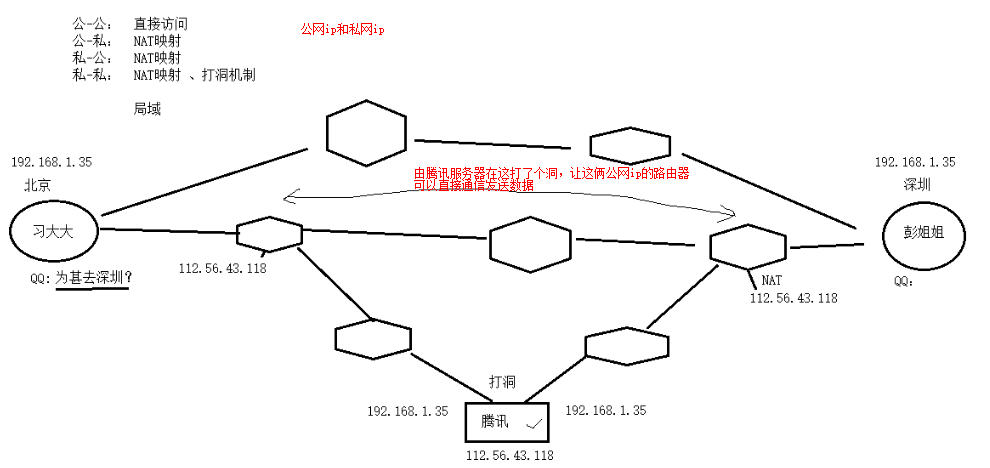 公-公： 直接访问
公-私： NAT映射
私-公： NAT映射
私-私： NAT映射 、打洞机制
公网ip和私网ip
局域
192.168.1.35
北京
习大大
QQ: 为甚去深圳?
112.56.43.118
由腾讯服务器在这打了个洞，让这俩公网ip的路由器
可以直接通信发送数据
192.168.1.35
深圳
彭姐姐
QQ:
NAT
112.56.43.118
打洞
192.168.1.35
腾讯
192.168.1.35
112.56.43.118